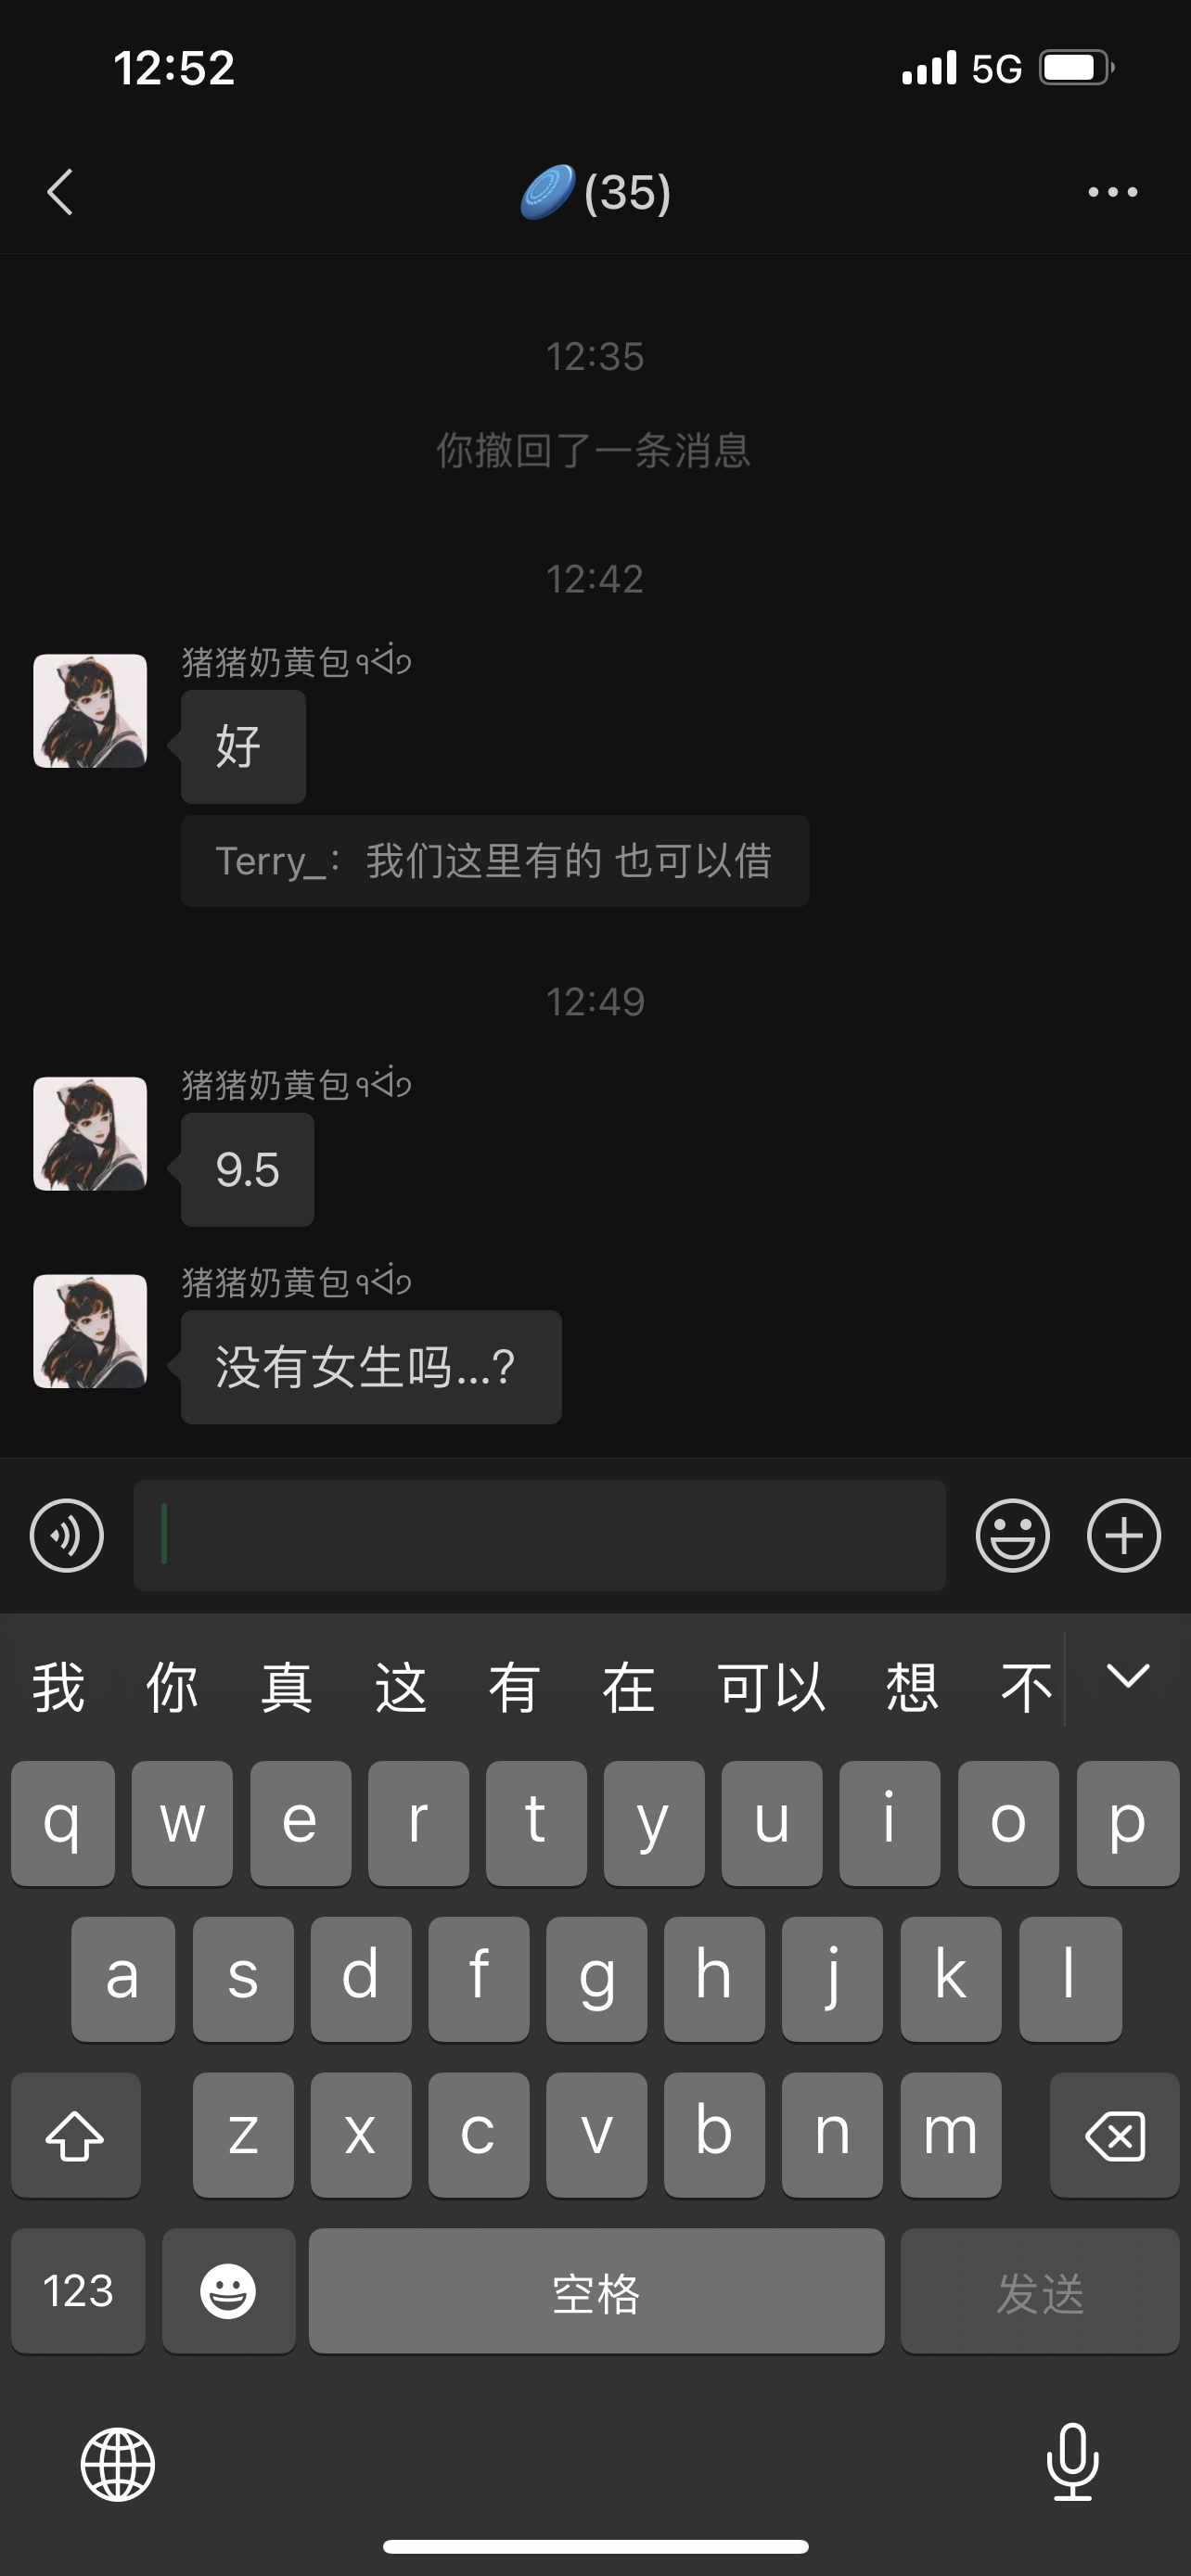 12:52
5G
(35)
12:35
你撤回了一条消息
12:42
猪猪奶黄包
好
Terry_：我们这里有的 也可以借
12:49
猪猪奶黄包
9.5
猪猪奶黄包
没有女生吗...?
我 你 真 这 有 在 可以 想 不
q w e r t y u i o p
a s d f g h j k l
z x c v b n m
123 空格 发送